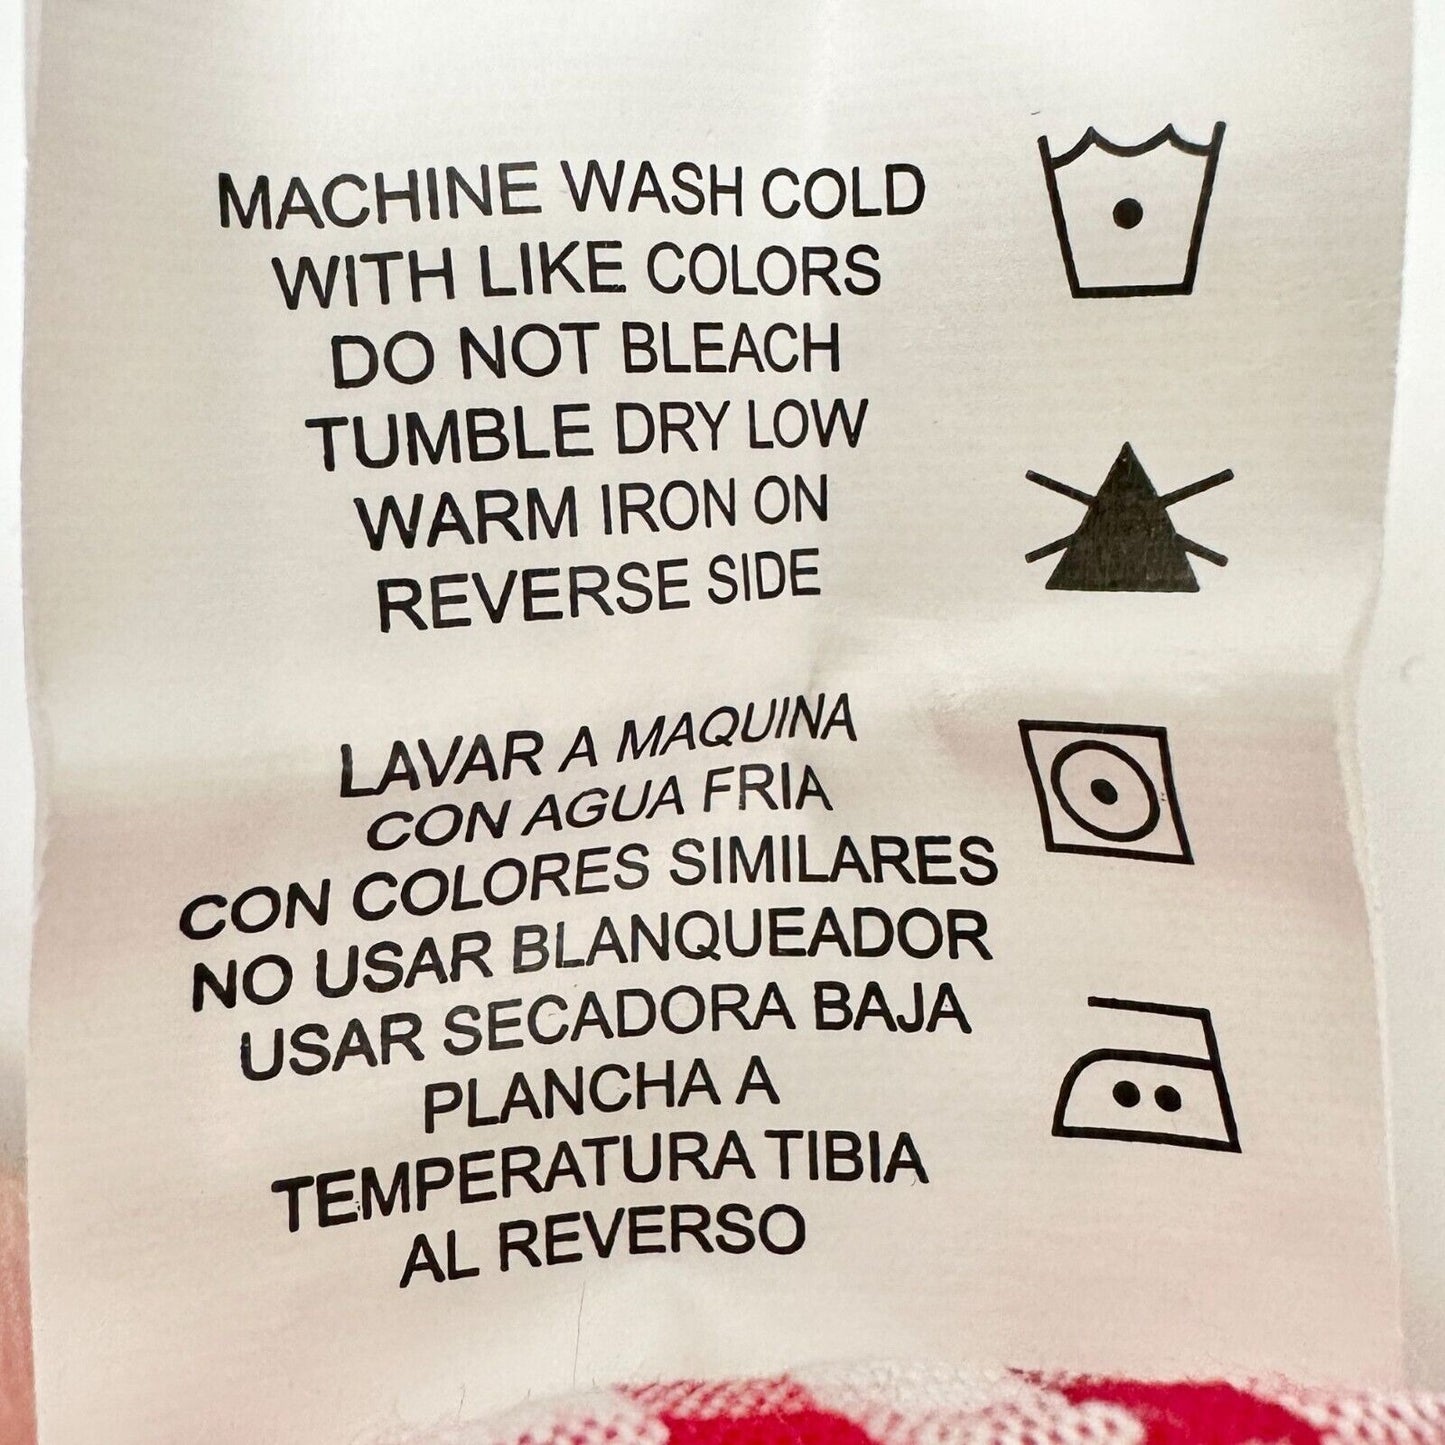 MACHINE WASH COLD
WITH LIKE COLORS
DO NOT BLEACH
TUMBLE DRY LOW
WARM IRON ON
REVERSE SIDE
LAVAR A MAQUINA
CON AGUA FRIA
CON COLORES SIMILARES
NO USAR BLANQUEADOR
USAR SECADORA BAJA
PLANCHA A
TEMPERATURA TIBIA
AL REVERSO